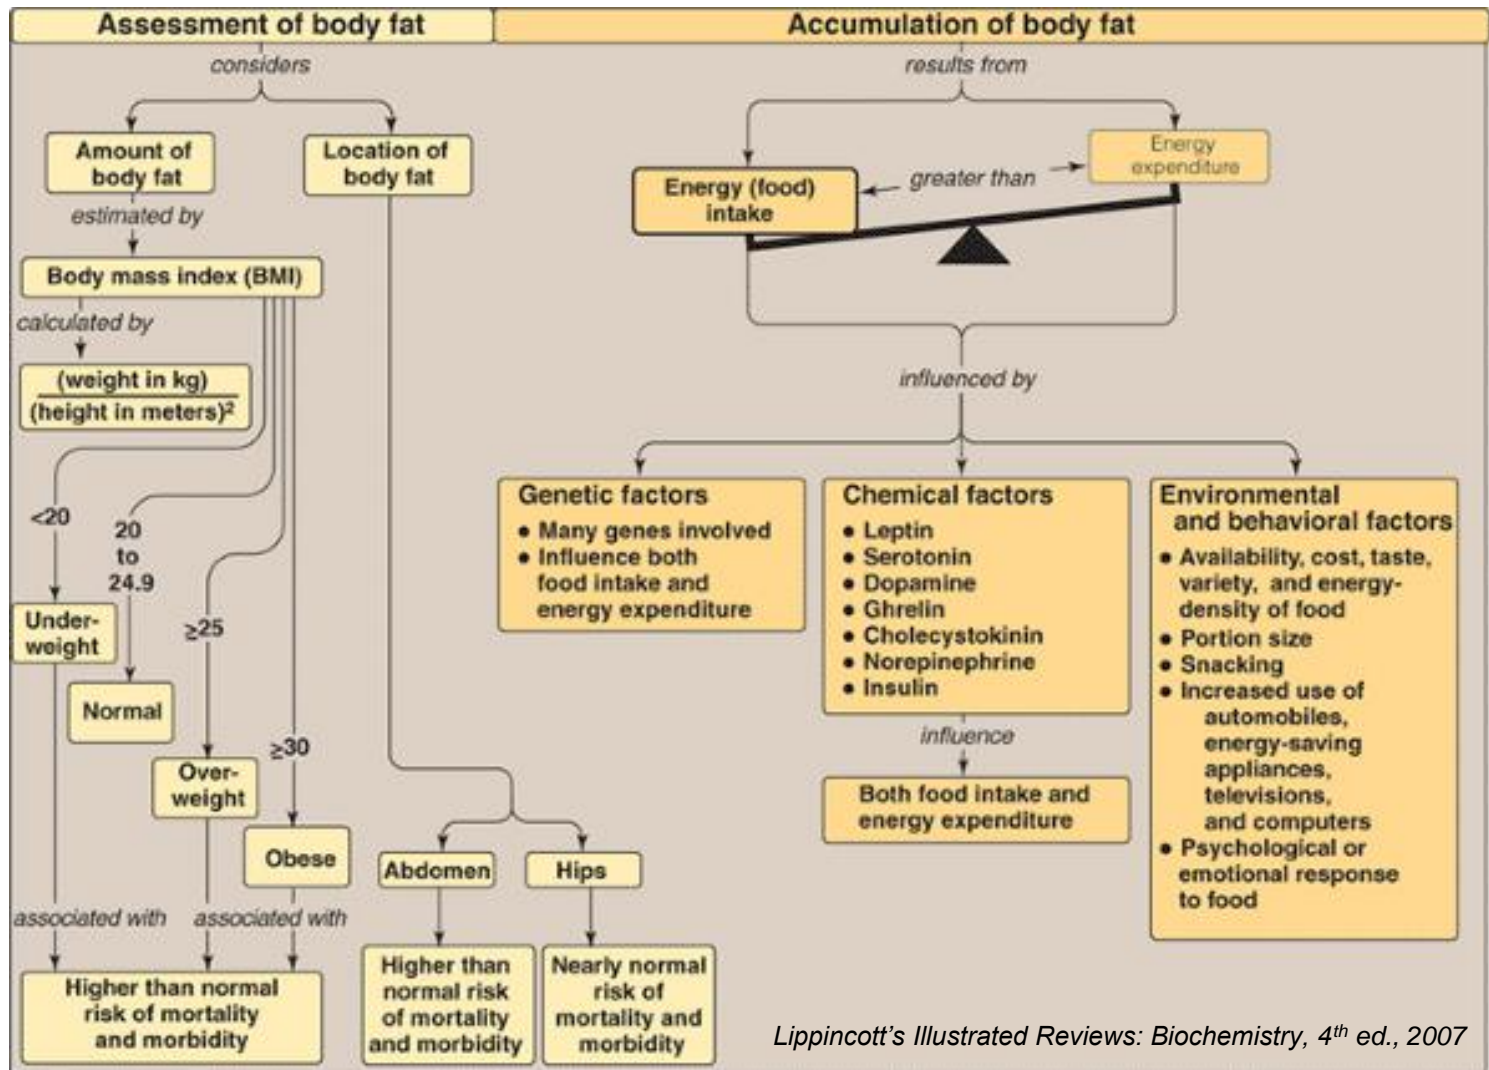 Assessment of body fat
considers
Amount of
body fat
Location of
body fat
estimated by
Body mass index (BMI)
calculated by
(weight in kg)
(height in meters)²
<20
20
to
24.9
≥25
≥30
Under-
weight
Normal
Over-
weight
Obese
associated with
associated with
Higher than normal
risk of mortality
and morbidity
Abdomen
Hips
Higher than
normal risk
of mortality
and morbidity
Nearly normal
risk of
mortality and
morbidity
Accumulation of body fat
results from
Energy (food)
intake
greater than
Energy
expenditure
influenced by
Genetic factors
• Many genes involved
• Influence both
food intake and
energy expenditure
Chemical factors
• Leptin
• Serotonin
• Dopamine
• Ghrelin
• Cholecystokinin
• Norepinephrine
• Insulin
influence
Both food intake and
energy expenditure
Environmental
and behavioral factors
• Availability, cost, taste,
variety, and energy-
density of food
• Portion size
• Snacking
• Increased use of
automobiles,
energy-saving
appliances,
televisions,
and computers
• Psychological or
emotional response
to food
Lippincott’s Illustrated Reviews: Biochemistry, 4th ed., 2007